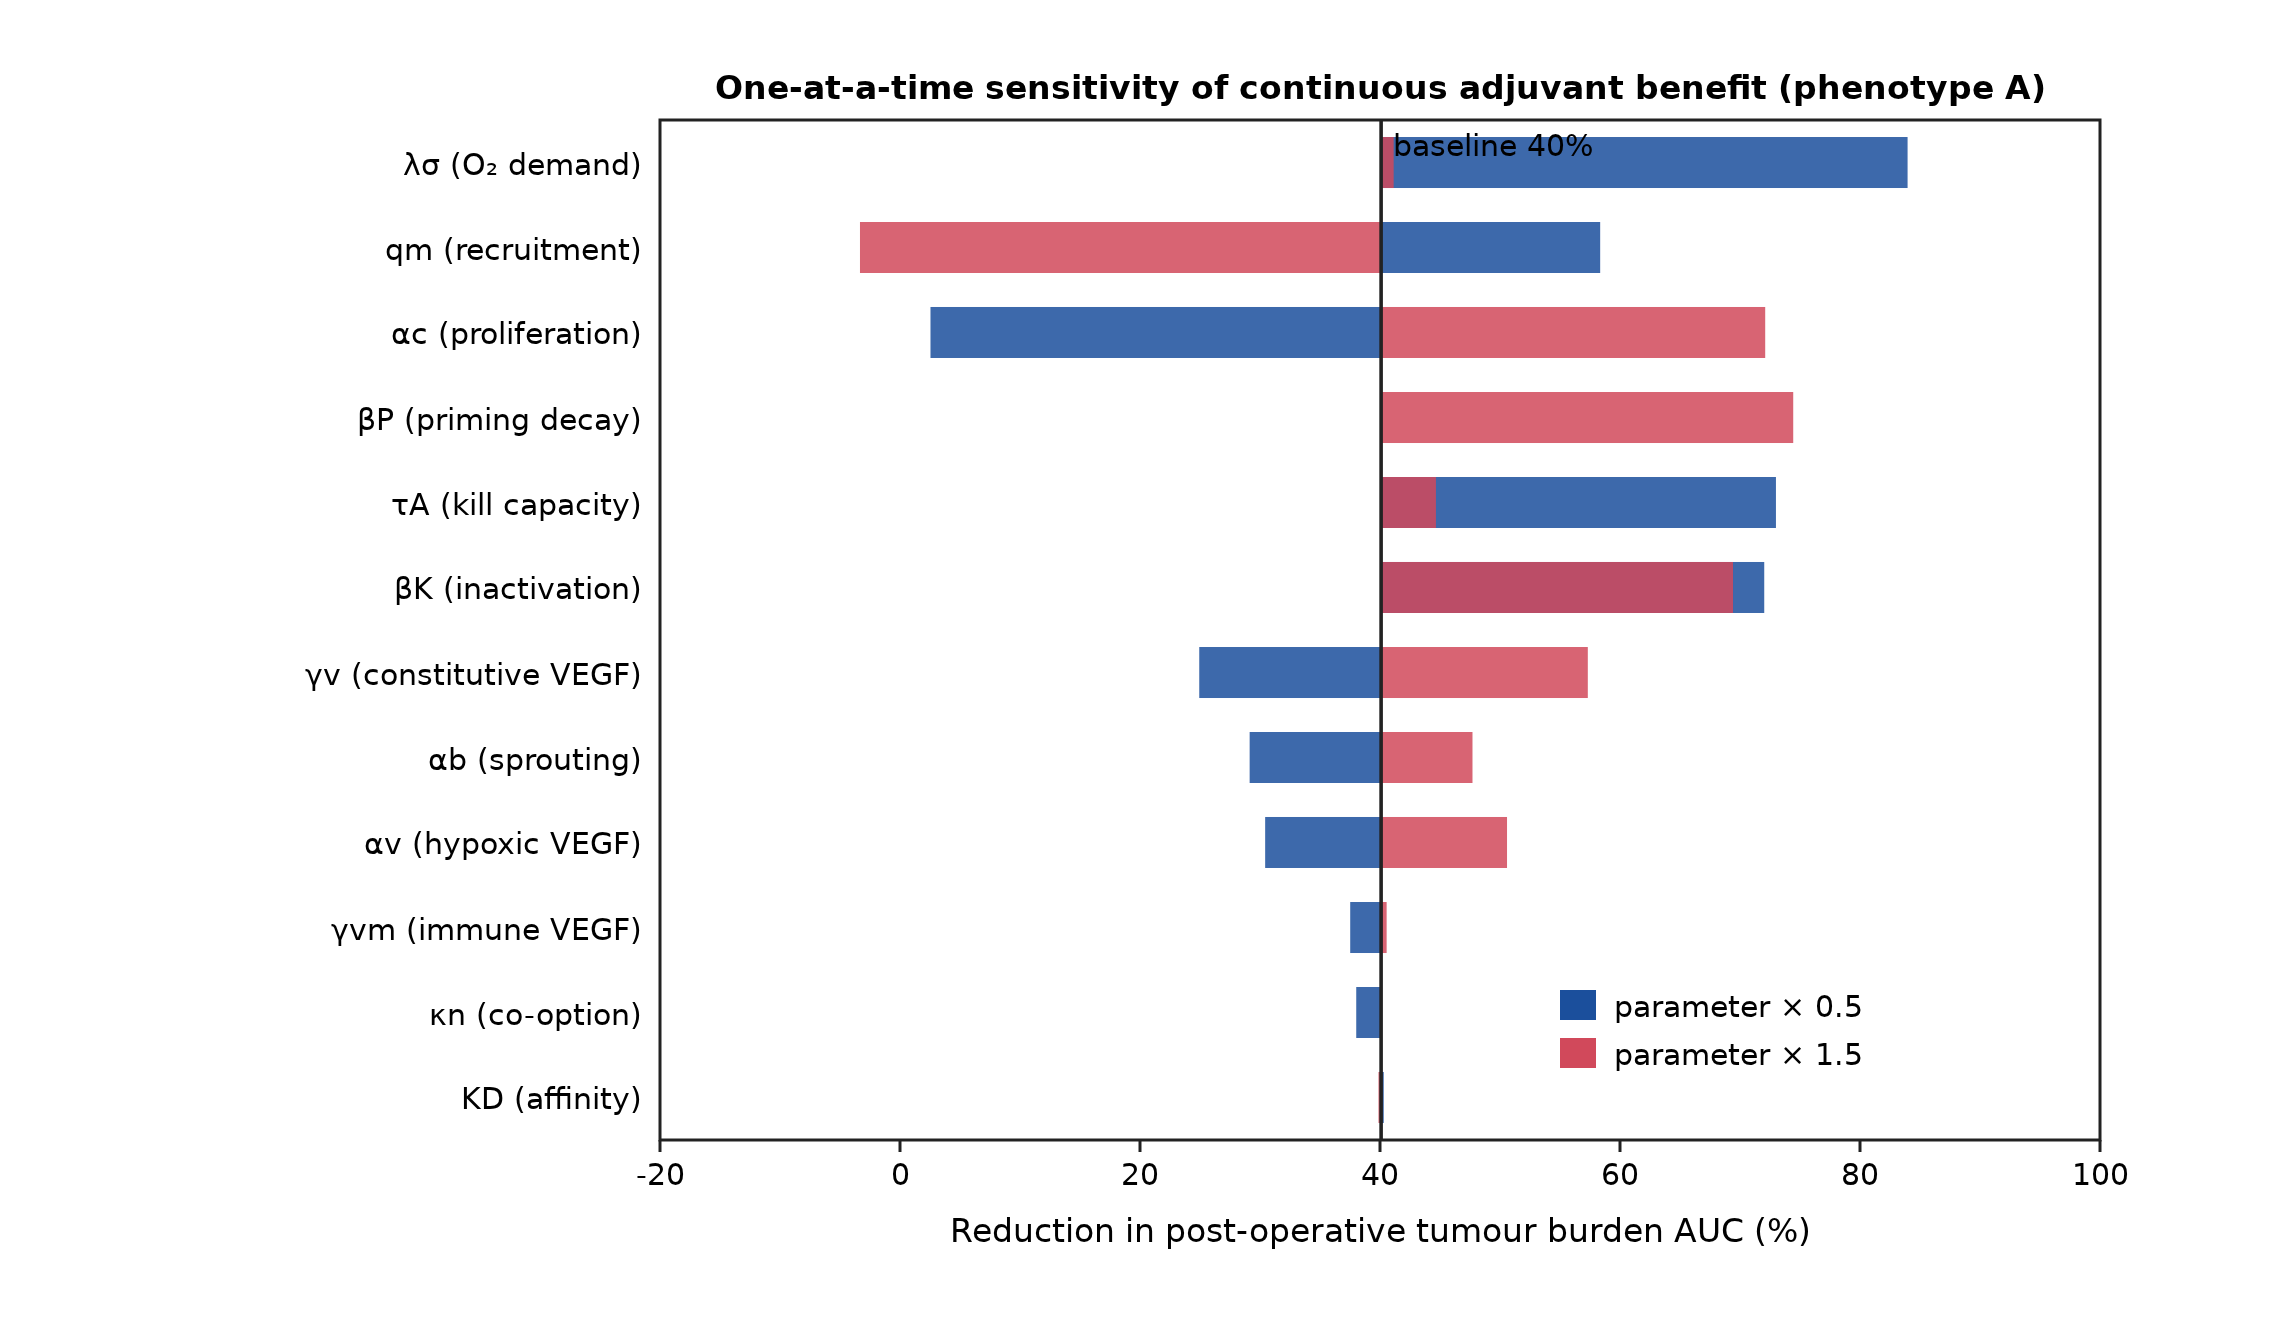 One-at-a-time sensitivity of continuous adjuvant benefit (phenotype A)
baseline 40%
λσ (O₂ demand)
qm (recruitment)
αc (proliferation)
βP (priming decay)
τA (kill capacity)
βK (inactivation)
γv (constitutive VEGF)
αb (sprouting)
αv (hypoxic VEGF)
γvm (immune VEGF)
κn (co-option)
KD (affinity)
parameter × 0.5
parameter × 1.5
-20 0 20 40 60 80 100
Reduction in post-operative tumour burden AUC (%)